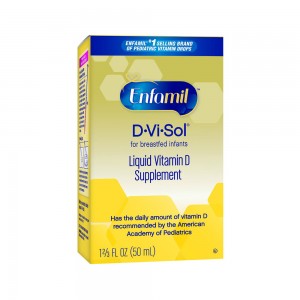 ENFAMIL® #1 SELLING BRAND
OF PEDIATRIC VITAMIN DROPS
Enfamil
D-Vi-Sol®
for breastfed infants
Liquid Vitamin D
Supplement
Has the daily amount of vitamin D
recommended by the American
Academy of Pediatrics
1⅔ FL OZ (50 mL)